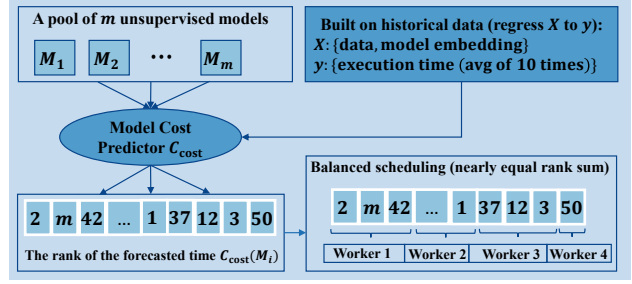 A pool of m unsupervised models
M1 M2 ... Mm
Built on historical data (regress X to y):
X: {data, model embedding}
y: {execution time (avg of 10 times)}
Model Cost
Predictor Ccost
2 m 42 ... 1 37 12 3 50
The rank of the forecasted time Ccost(Mi)
Balanced scheduling (nearly equal rank sum)
2 m 42 ... 1 37 12 3 50
Worker 1 Worker 2 Worker 3 Worker 4